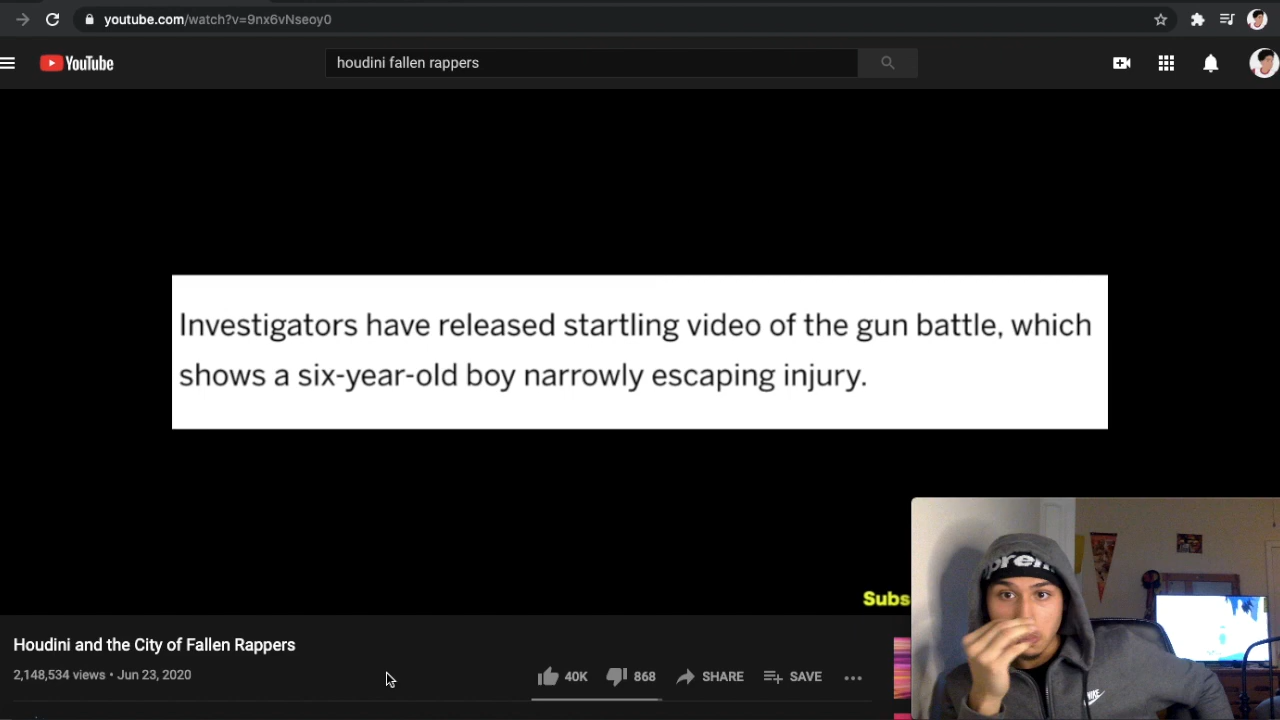 youtube.com/watch?v=9nx6vNseoy0
YouTube
houdini fallen rappers
Investigators have released startling video of the gun battle, which
shows a six-year-old boy narrowly escaping injury.
Subs
Houdini and the City of Fallen Rappers
2,148,534 views • Jun 23, 2020
40K
868
SHARE
SAVE
uprem
NIKE